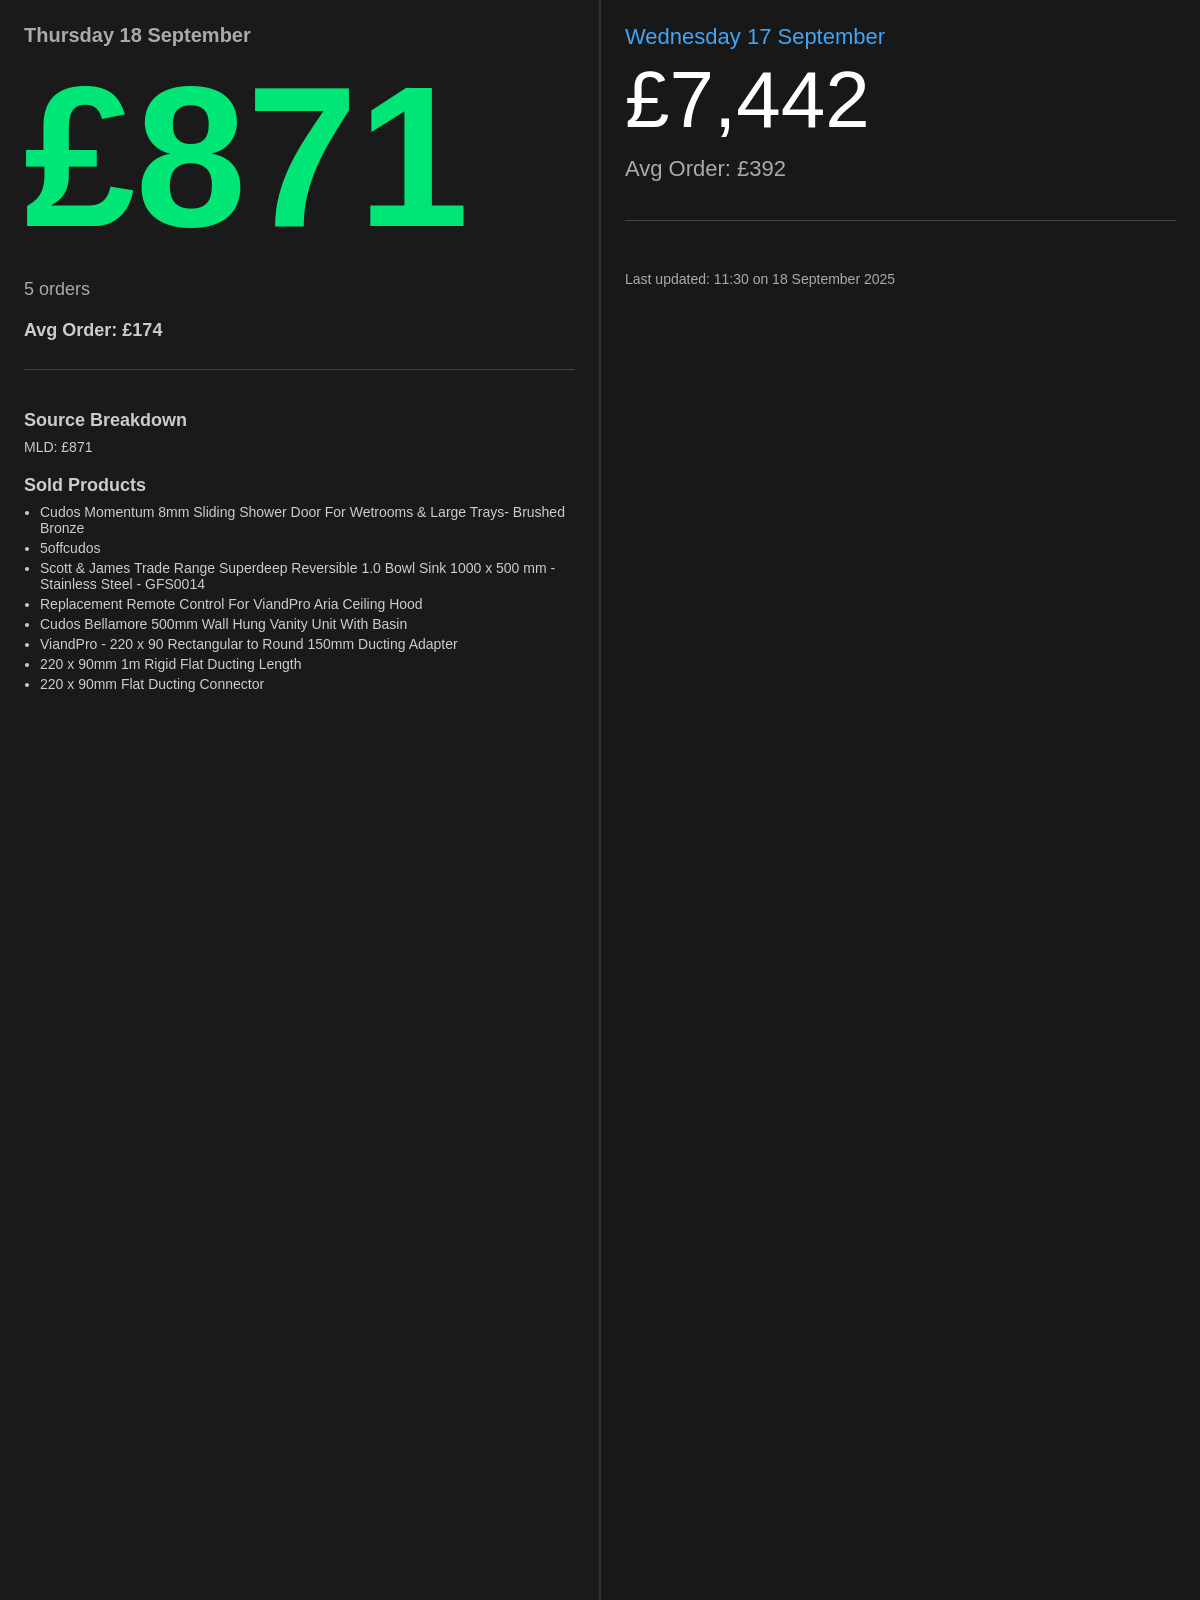 Thursday 18 September
£871
5 orders
Avg Order: £174
Source Breakdown
MLD: £871
Sold Products
• Cudos Momentum 8mm Sliding Shower Door For Wetrooms & Large Trays- Brushed
Bronze
• 5offcudos
• Scott & James Trade Range Superdeep Reversible 1.0 Bowl Sink 1000 x 500 mm -
Stainless Steel - GFS0014
• Replacement Remote Control For ViandPro Aria Ceiling Hood
• Cudos Bellamore 500mm Wall Hung Vanity Unit With Basin
• ViandPro - 220 x 90 Rectangular to Round 150mm Ducting Adapter
• 220 x 90mm 1m Rigid Flat Ducting Length
• 220 x 90mm Flat Ducting Connector
Wednesday 17 September
£7,442
Avg Order: £392
Last updated: 11:30 on 18 September 2025